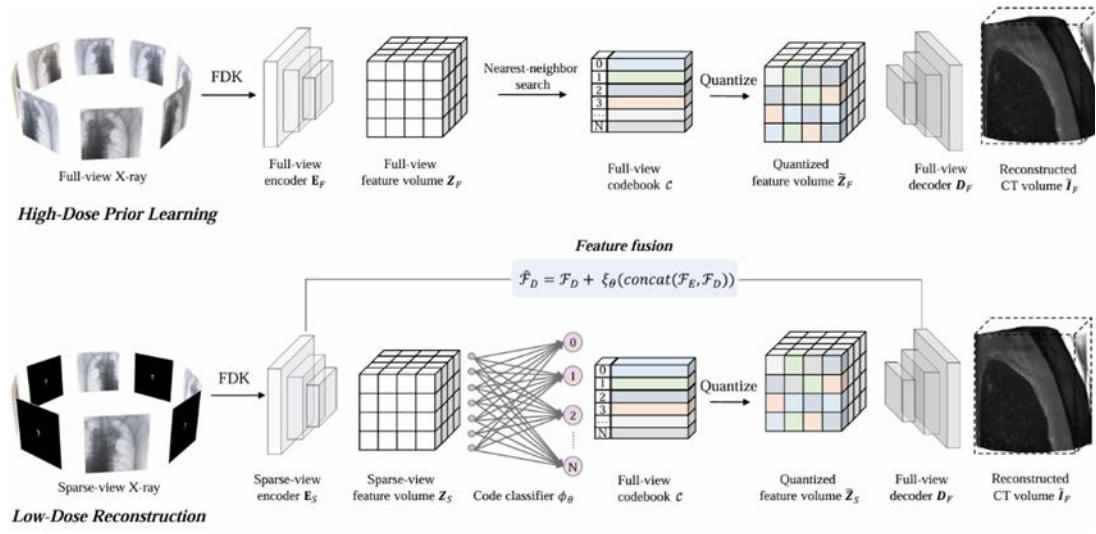 FDK
Nearest-neighbor
search
Quantize
0
1
2
3
...
N
Full-view X-ray
Full-view
encoder E_F
Full-view
feature volume Z_F
Full-view
codebook 𝒞
Quantized
feature volume Z̃_F
Full-view
decoder D_F
Reconstructed
CT volume Ĩ_F
High-Dose Prior Learning
Feature fusion
ℱ̂_D = ℱ_D + ξ_θ(concat(ℱ_E, ℱ_D))
FDK
0
1
2
N
0
1
2
3
...
N
Quantize
?
?
?
?
Sparse-view X-ray
Sparse-view
encoder E_S
Sparse-view
feature volume Z_S
Code classifier ϕ_θ
Full-view
codebook 𝒞
Quantized
feature volume Z̃_S
Full-view
decoder D_F
Reconstructed
CT volume Ĩ_F
Low-Dose Reconstruction